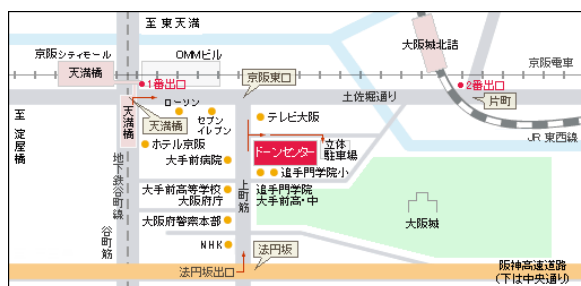 至 東天満
京阪シティモール
OMMビル
大阪城北詰
京阪電車
天満橋
1番出口
京阪東口
2番出口
土佐堀通り
片町
至 淀屋橋
天満橋
ローソン
セブン
イレブン
天満橋
テレビ大阪
JR 東西線
ホテル京阪
大手前病院
ドーンセンター
立体
駐車場
追手門学院小
地下鉄谷町線
大手前高等学校
大阪府庁
上町筋
追手門学院
大手前高・中
大阪府警察本部
大阪城
谷町筋
NHK
法円坂
法円坂出口
阪神高速道路
(下は中央通り)